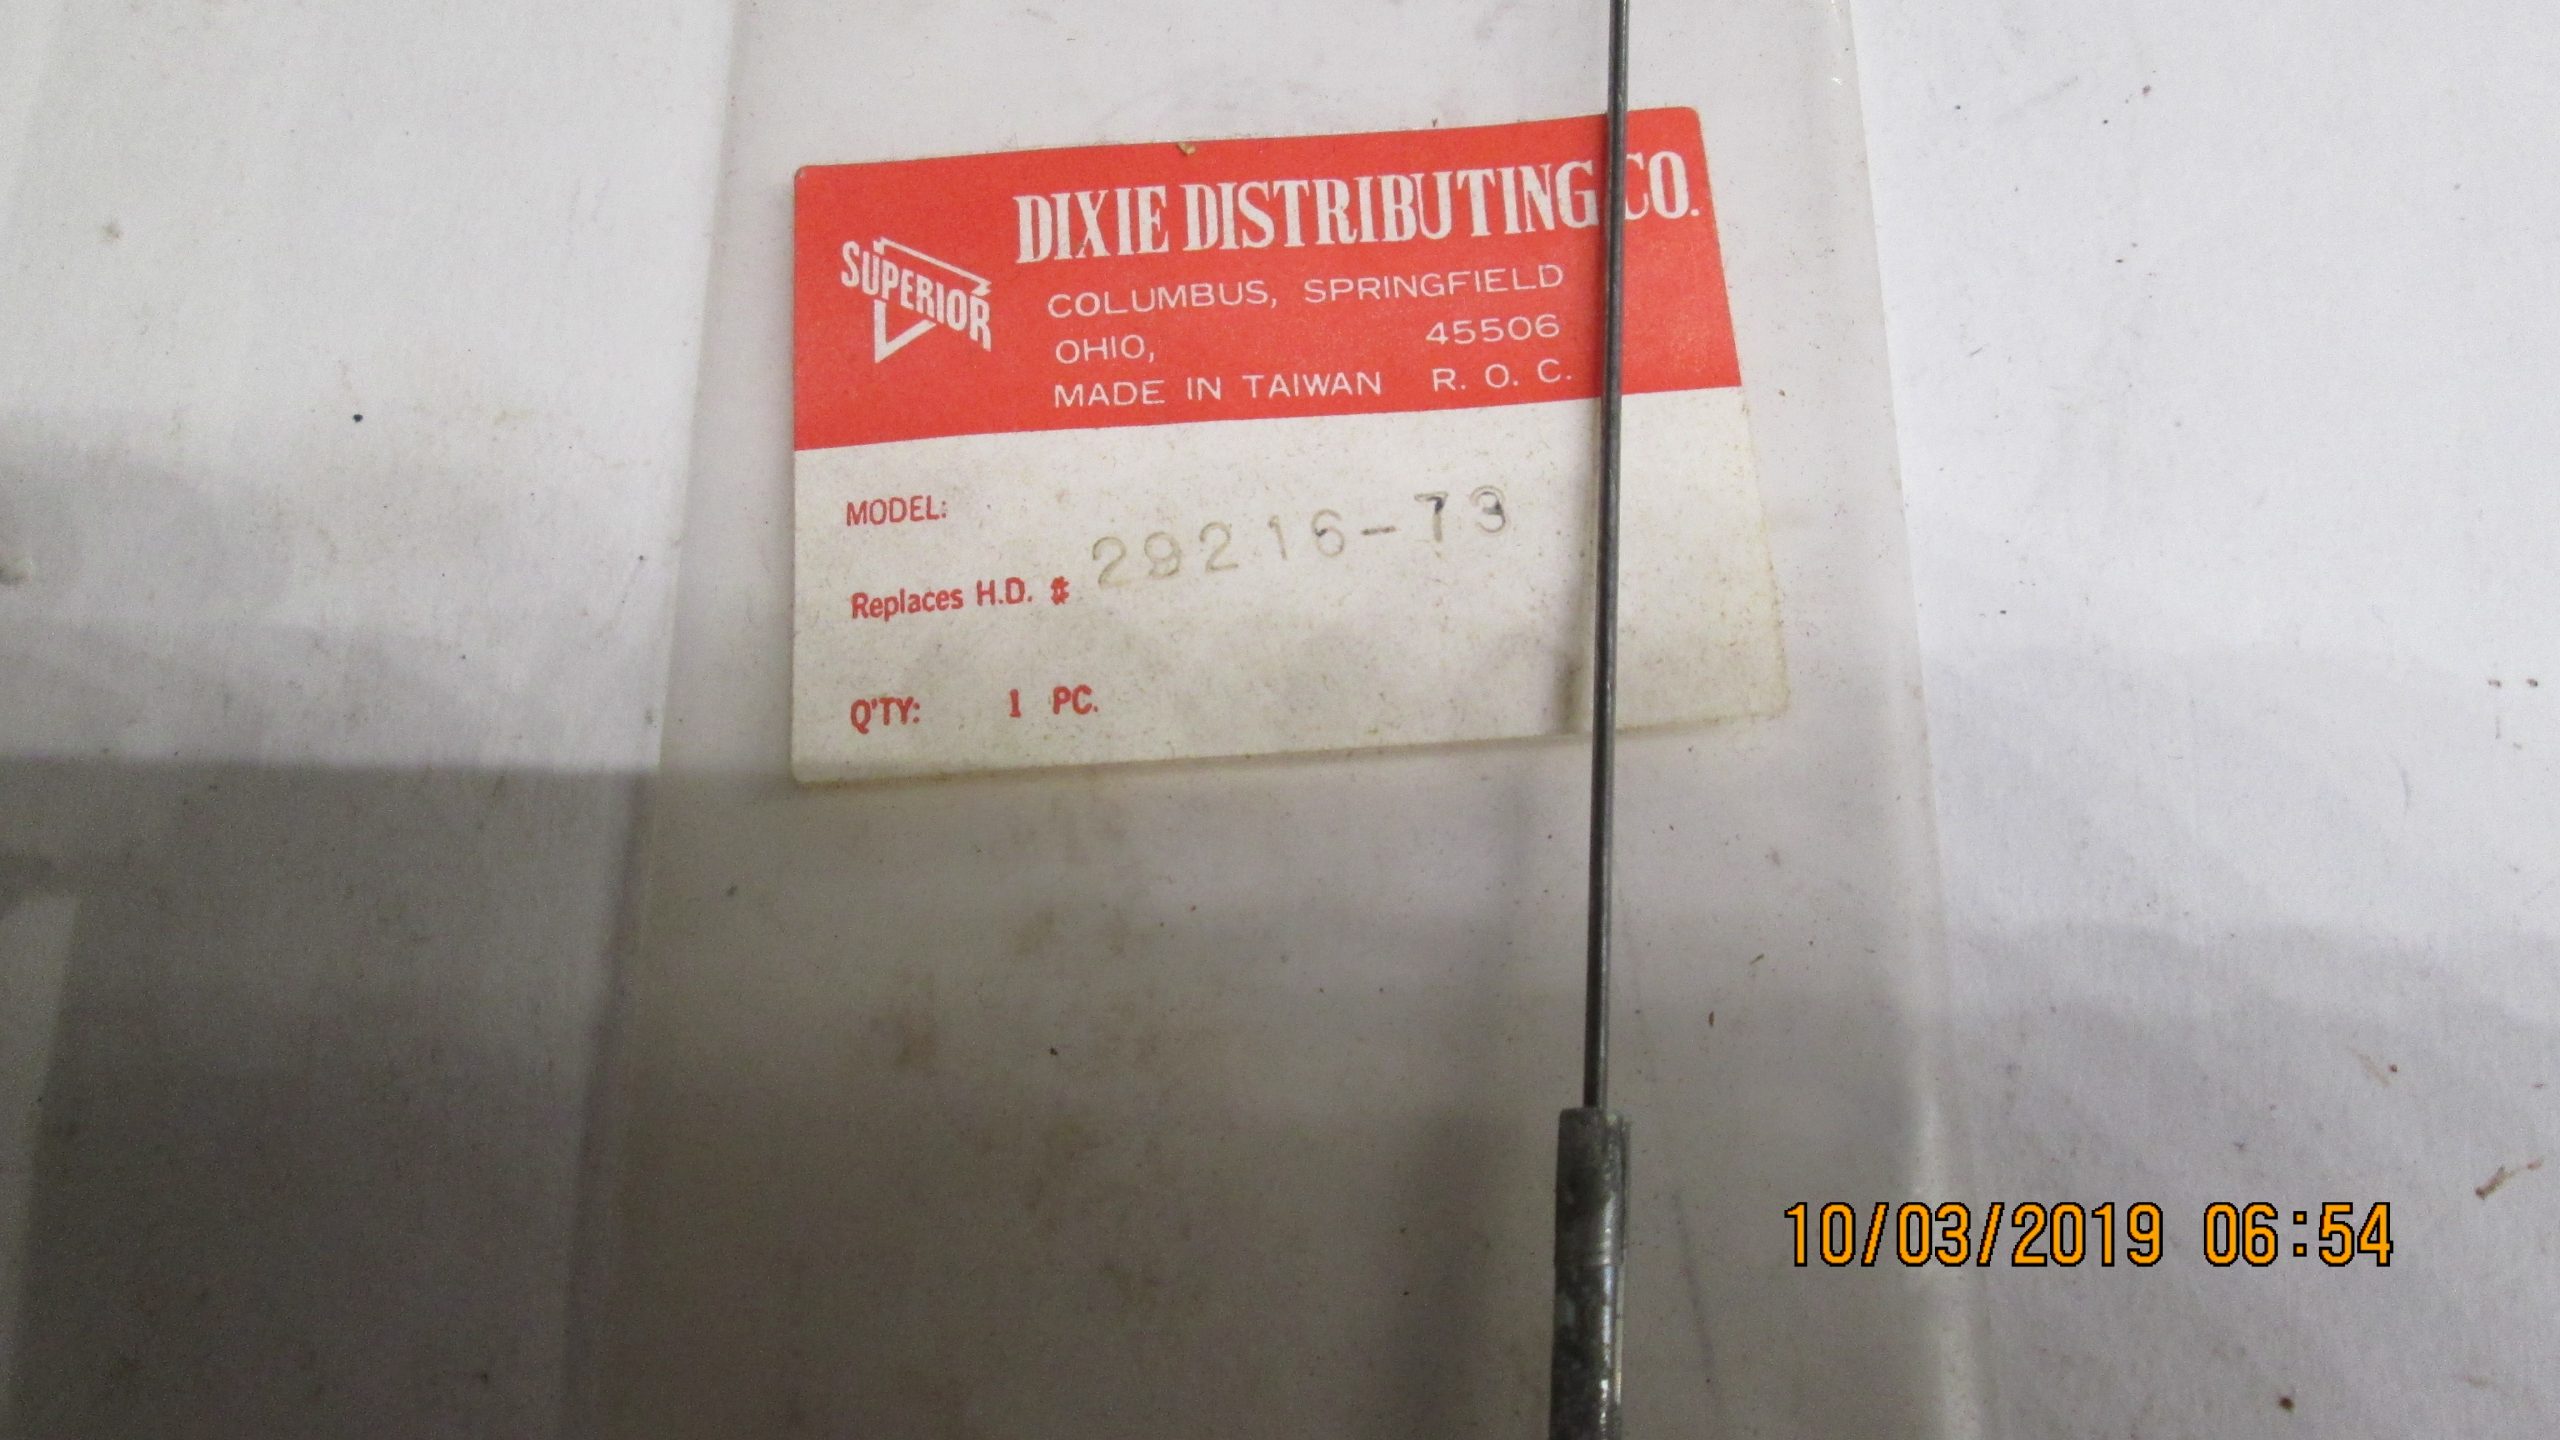 SUPERIOR
DIXIE DISTRIBUTING CO.
COLUMBUS, SPRINGFIELD
OHIO, 45506
MADE IN TAIWAN R. O. C.
MODEL:
Replaces H.D. # 29216-73
Q'TY: 1 PC.
10/03/2019 06:54